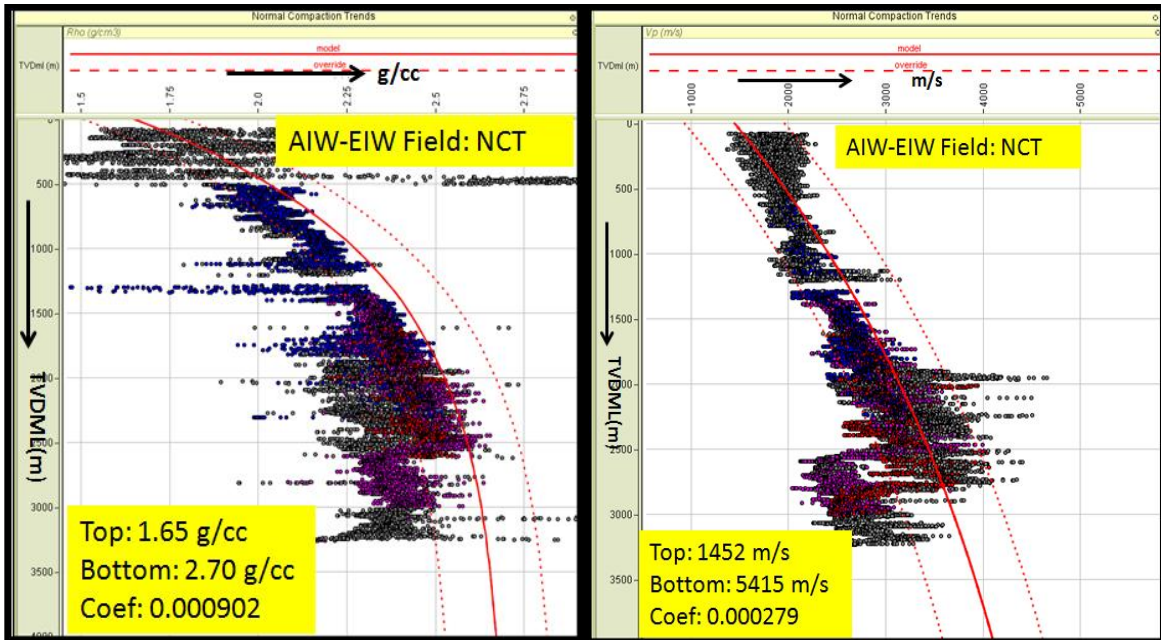 Normal Compaction Trends
Rho (g/cm3)
model
TVDml (m)
override
g/cc
1.5
1.75
2.0
2.25
2.5
2.75
0
AIW-EIW Field: NCT
500
1000
1500
TVDML(m)
3000
3500
4000
Top: 1.65 g/cc
Bottom: 2.70 g/cc
Coef: 0.000902
Normal Compaction Trends
Vp (m/s)
model
TVDml (m)
override
m/s
1000
2000
3000
4000
5000
0
AIW-EIW Field: NCT
500
1000
1500
2000
TVDML(m)
2500
3000
3500
Top: 1452 m/s
Bottom: 5415 m/s
Coef: 0.000279